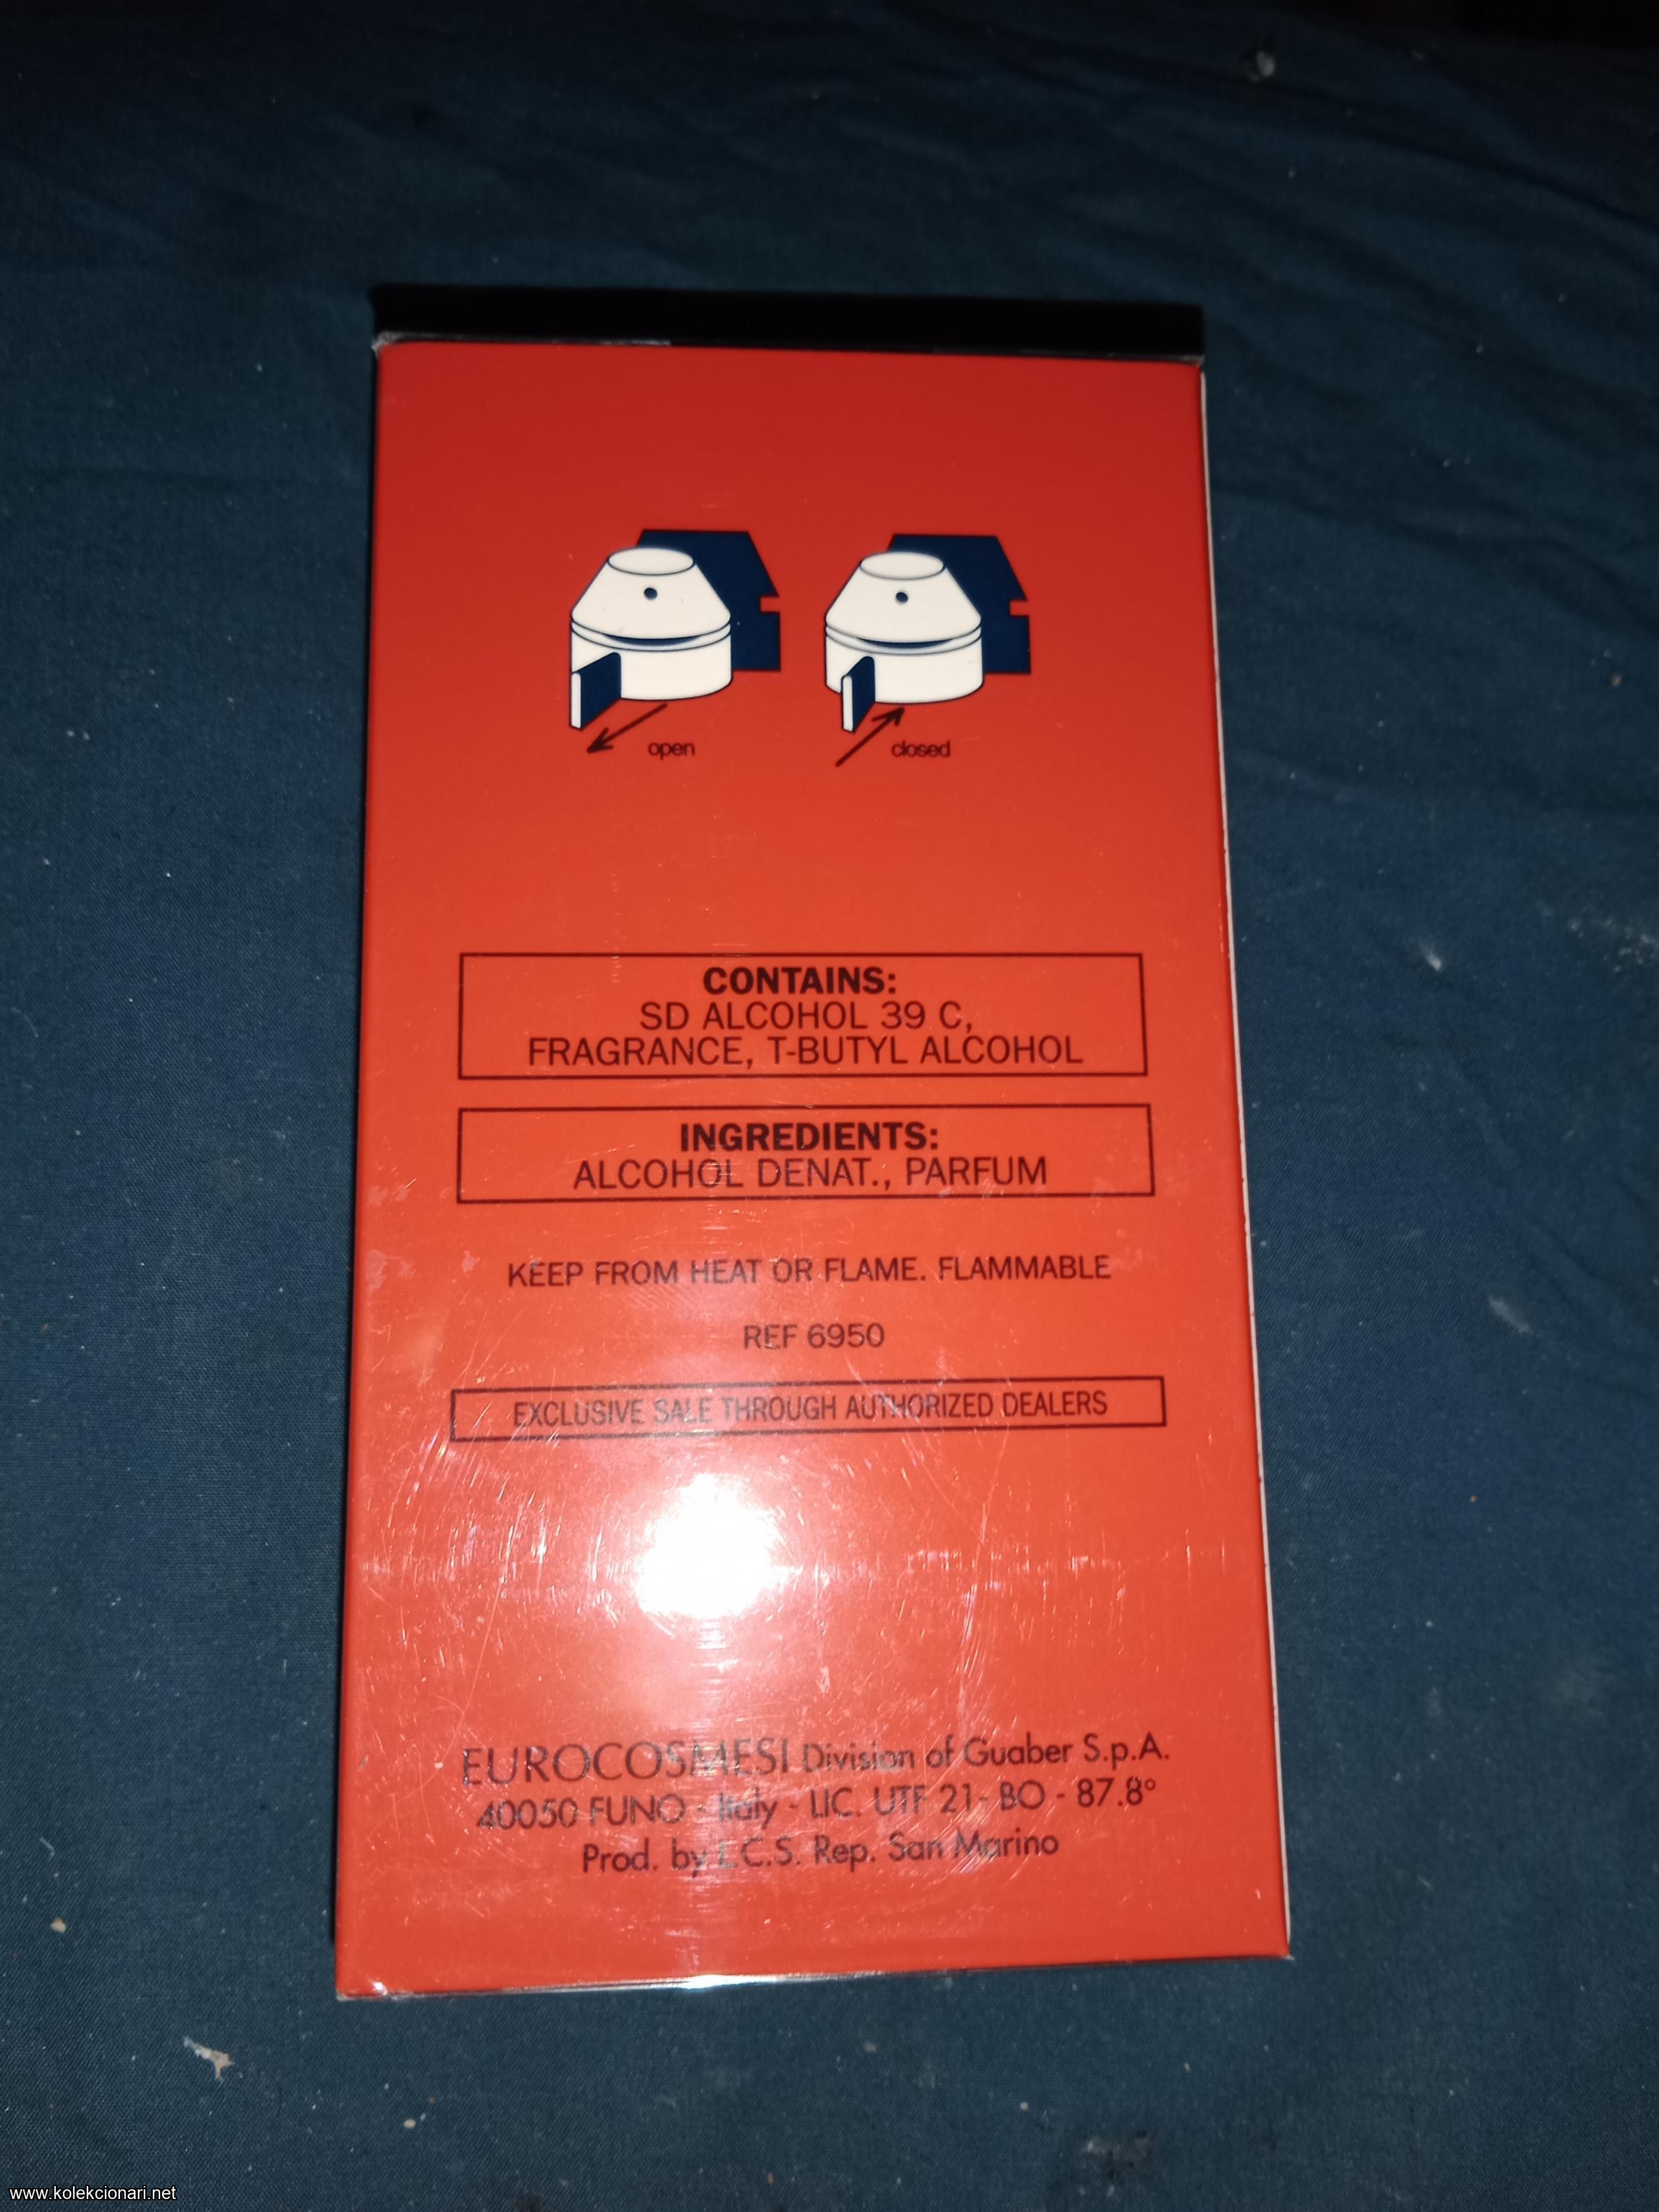 open
closed
CONTAINS:
SD ALCOHOL 39 C,
FRAGRANCE, T-BUTYL ALCOHOL
INGREDIENTS:
ALCOHOL DENAT., PARFUM
KEEP FROM HEAT OR FLAME. FLAMMABLE
REF 6950
EXCLUSIVE SALE THROUGH AUTHORIZED DEALERS
EUROCOSMESI Division of Guaber S.p.A.
40050 FUNO - Italy - LIC. UTF 21- BO - 87.8°
Prod. by Rep. San Marino
www.kolekcionari.net